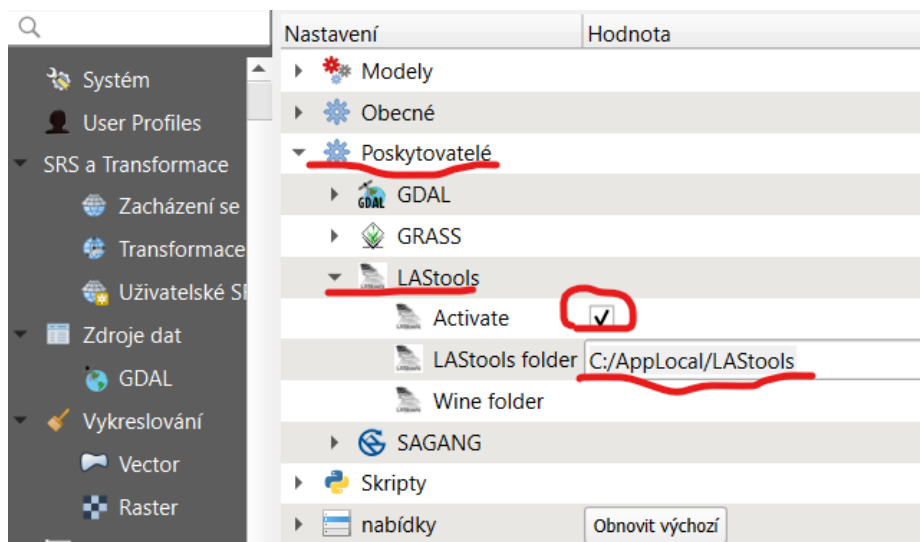 Nastavení Hodnota
Systém
User Profiles
SRS a Transformace
Zacházení se
Transformace
Uživatelské
Zdroje dat
GDAL
Vykreslování
Vector
Raster
Modely
Obecné
Poskytovatelé
GDAL
GRASS
LAStools
Activate
LAStools folder C:/AppLocal/LAStools
Wine folder
SAGANG
Skripty
nabídky Obnovit výchozí